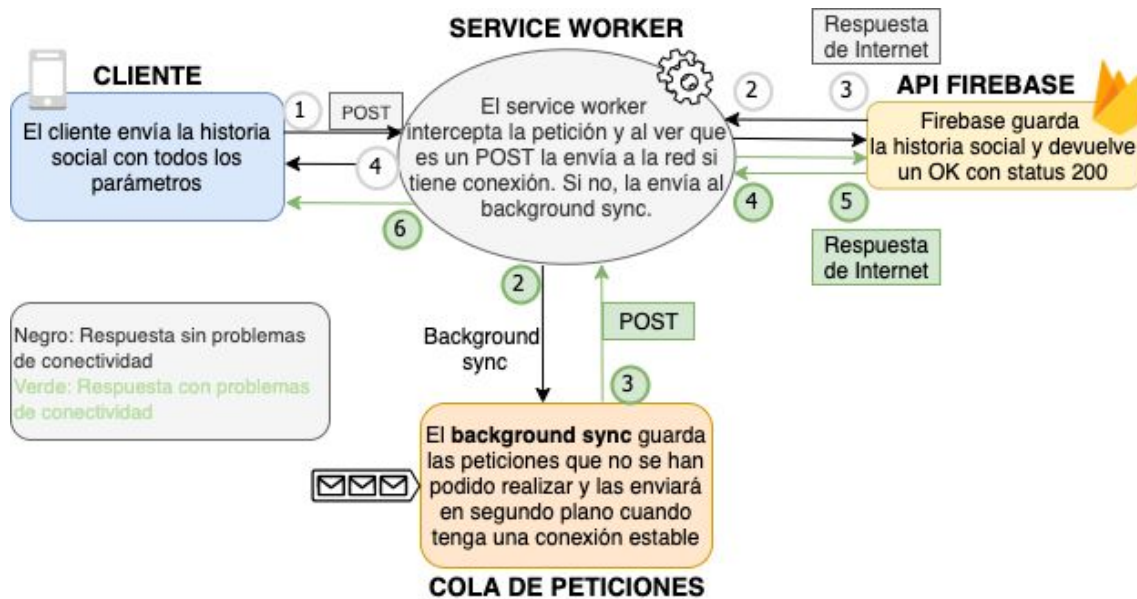 SERVICE WORKER
Respuesta
de Internet
CLIENTE
API FIREBASE
1
POST
2
3
El cliente envía la historia
social con todos los
parámetros
4
El service worker
intercepta la petición y al ver que
es un POST la envía a la red si
tiene conexión. Si no, la envía al
background sync.
Firebase guarda
la historia social y devuelve
un OK con status 200
6
4
5
Respuesta
de Internet
2
POST
Background
sync
3
Negro: Respuesta sin problemas
de conectividad
Verde: Respuesta con problemas
de conectividad
El background sync guarda
las peticiones que no se han
podido realizar y las enviará
en segundo plano cuando
tenga una conexión estable
COLA DE PETICIONES